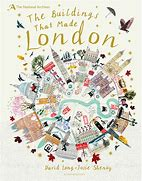 The National Archives
The Buildings
That Made
London
David Long & Josie Shenoy